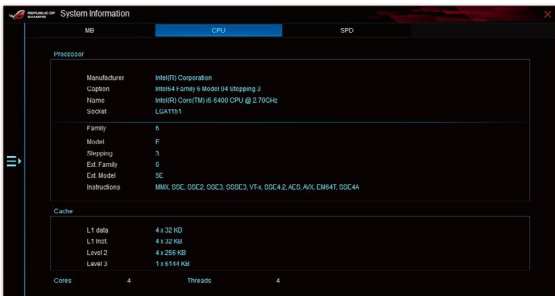 REPUBLIC OF GAMERS System Information
MB CPU SPD
Processor
Manufacturer Intel(R) Corporation
Caption Intel64 Family 6 Model 94 Stepping 3
Name Intel(R) Core(TM) i5 6400 CPU @ 2.70GHz
Socket LGA1151
Family 6
Model E
Stepping 3
Ext. Family 6
Ext. Model 5E
Instructions MMX, SSE, SSE2, SSE3, SSSE3, VT-x, SSE4.2, AES, AVX, EM64T, SSE4A
Cache
L1 data 4 x 32 KB
L1 Inst. 4 x 32 KB
Level 2 4 x 256 KB
Level 3 1 x 6144 KB
Cores 4 Threads 4